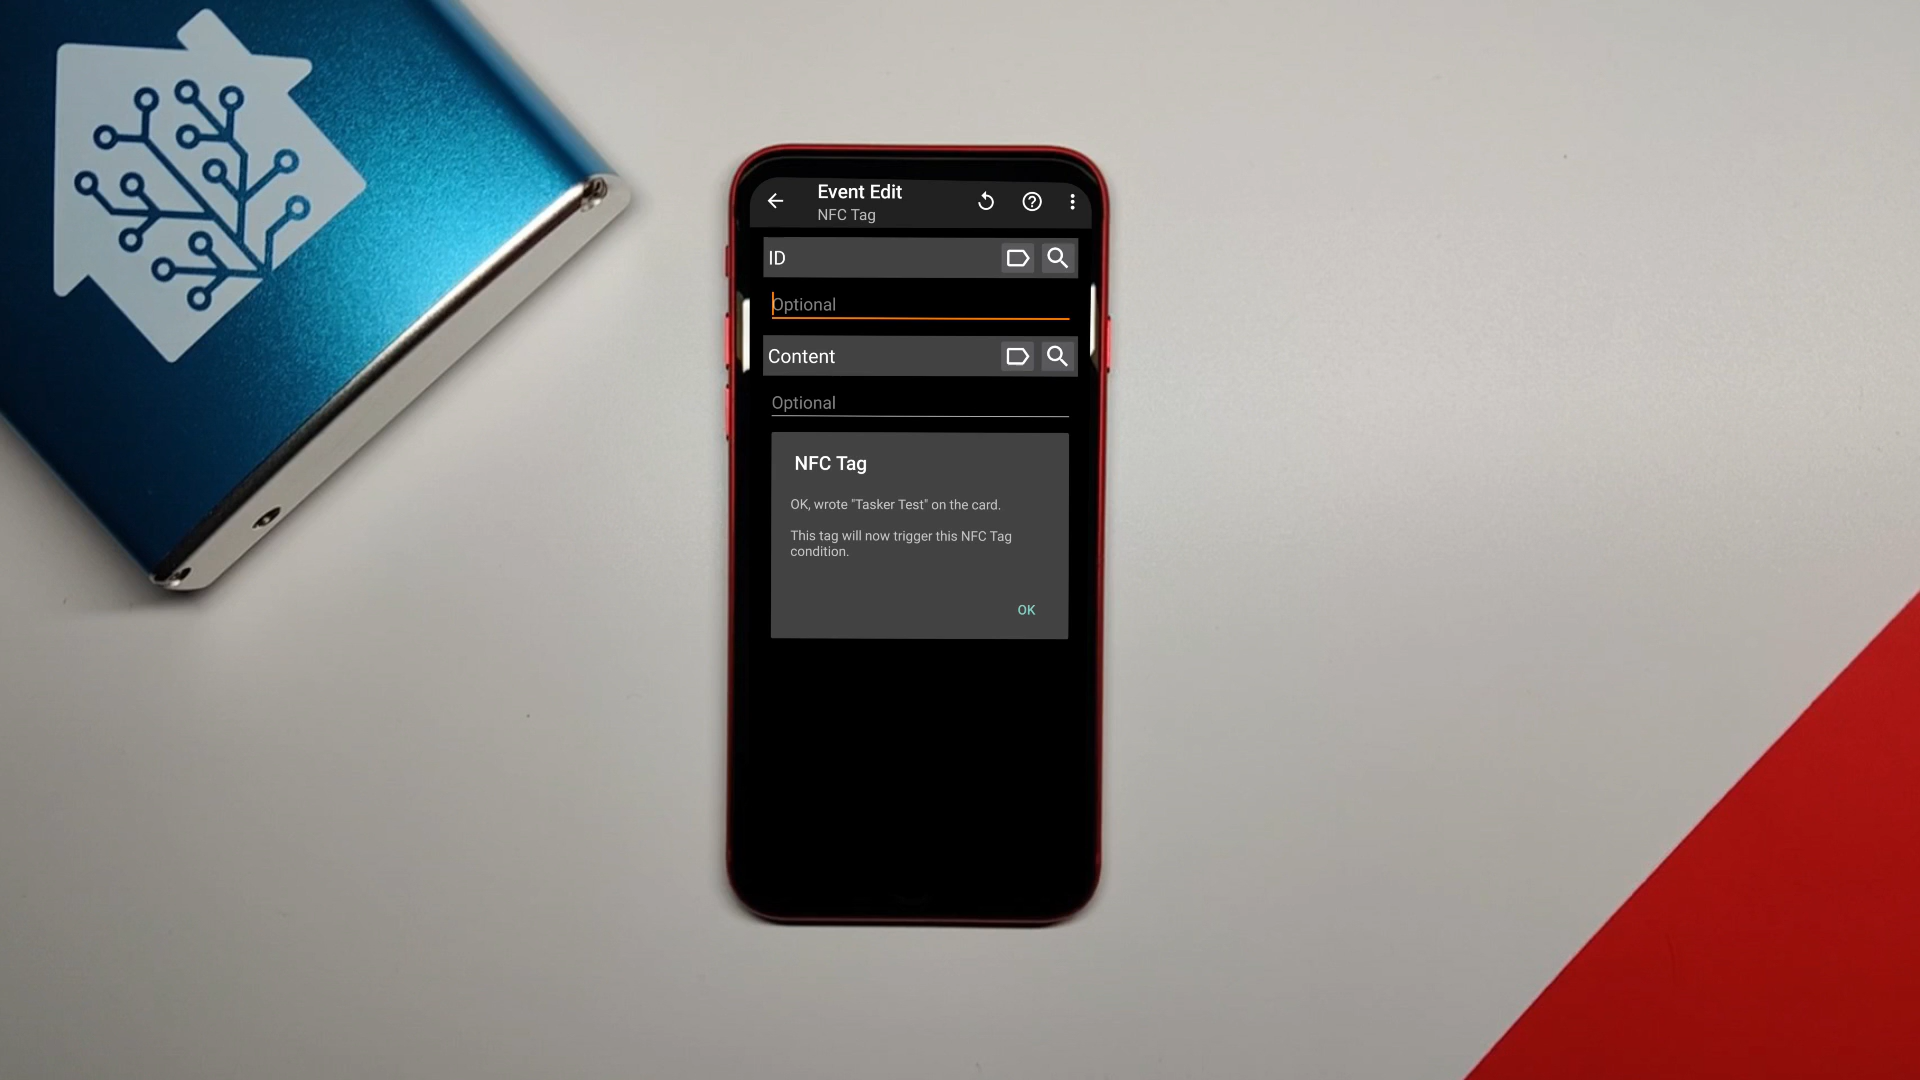 Event Edit
NFC Tag
ID
Optional
Content
Optional
NFC Tag
OK, wrote "Tasker Test" on the card.
This tag will now trigger this NFC Tag
condition.
OK